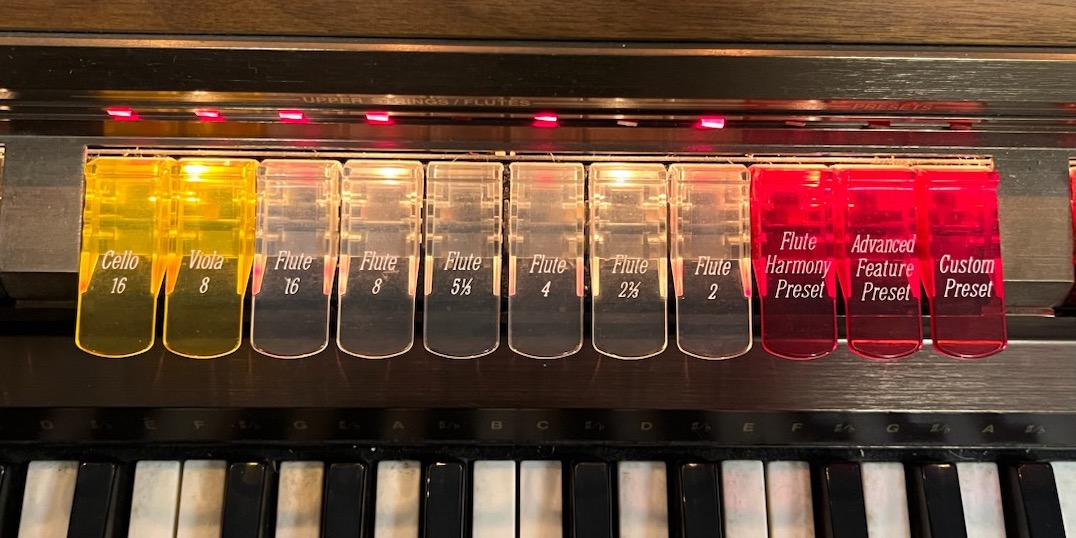 UPPER STRINGS / FLUTES
PRESETS
Cello
16
Viola
8
Flute
16
Flute
8
Flute
5⅓
Flute
4
Flute
2⅔
Flute
2
Flute
Harmony
Preset
Advanced
Feature
Preset
Custom
Preset
D E F G A B C D E F G A